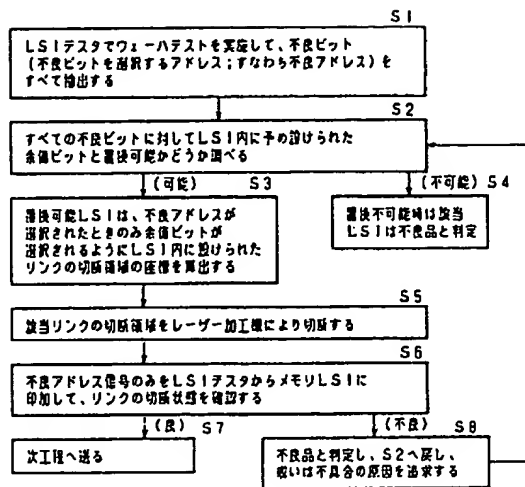 S1
LSIテスタでウェーハテストを実施して、不良ビット
(不良ビットを選択するアドレス;すなわち不良アドレス)を
すべて抽出する
S2
すべての不良ビットに対してLSI内に予め設けられた
余備ビットと置換可能かどうか調べる
(可能) S3
(不可能) S4
置換可能LSIは、不良アドレスが
選択されたときのみ余備ビットが
選択されるようにLSI内に設けられた
リンクの切断領域の座標を算出する
置換不可能時は該当
LSIは不良品と判定
S5
該当リンクの切断領域をレーザー加工機により切断する
S6
不良アドレス信号のみをLSIテスタからメモリLSIに
印加して、リンクの切断状態を確認する
(良) S7
(不良) S8
次工程へ送る
不良品と判定し、S2へ戻し、
或いは不具合の原因を追求する